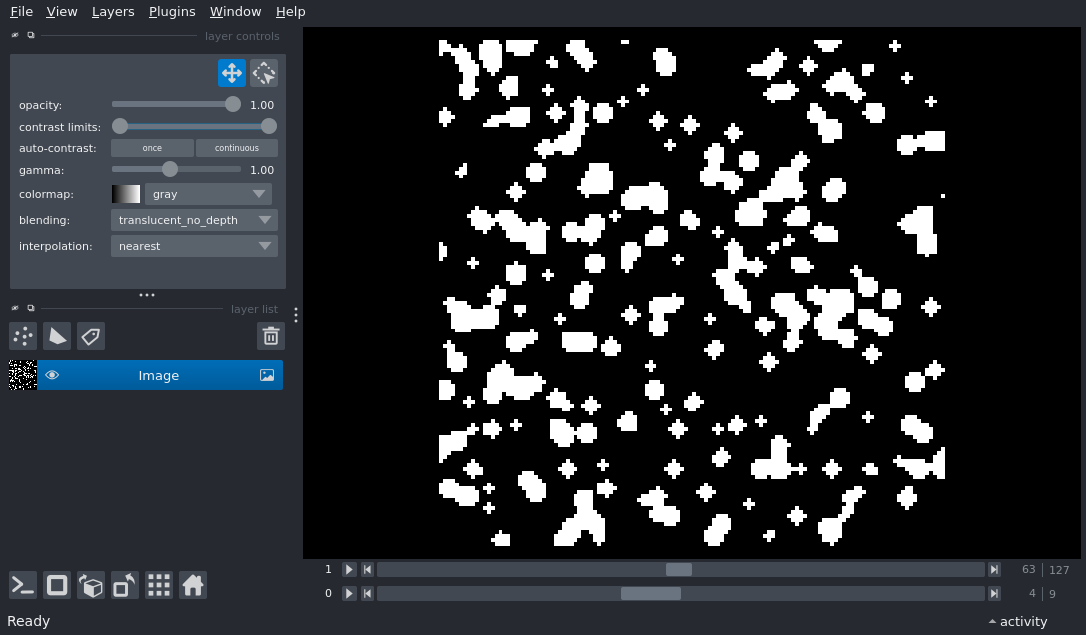 File View Layers Plugins Window Help
layer controls
opacity: 1.00
contrast limits:
auto-contrast: once continuous
gamma: 1.00
colormap: gray
blending: translucent_no_depth
interpolation: nearest
layer list
Image
1 63 127
0 4 9
Ready activity